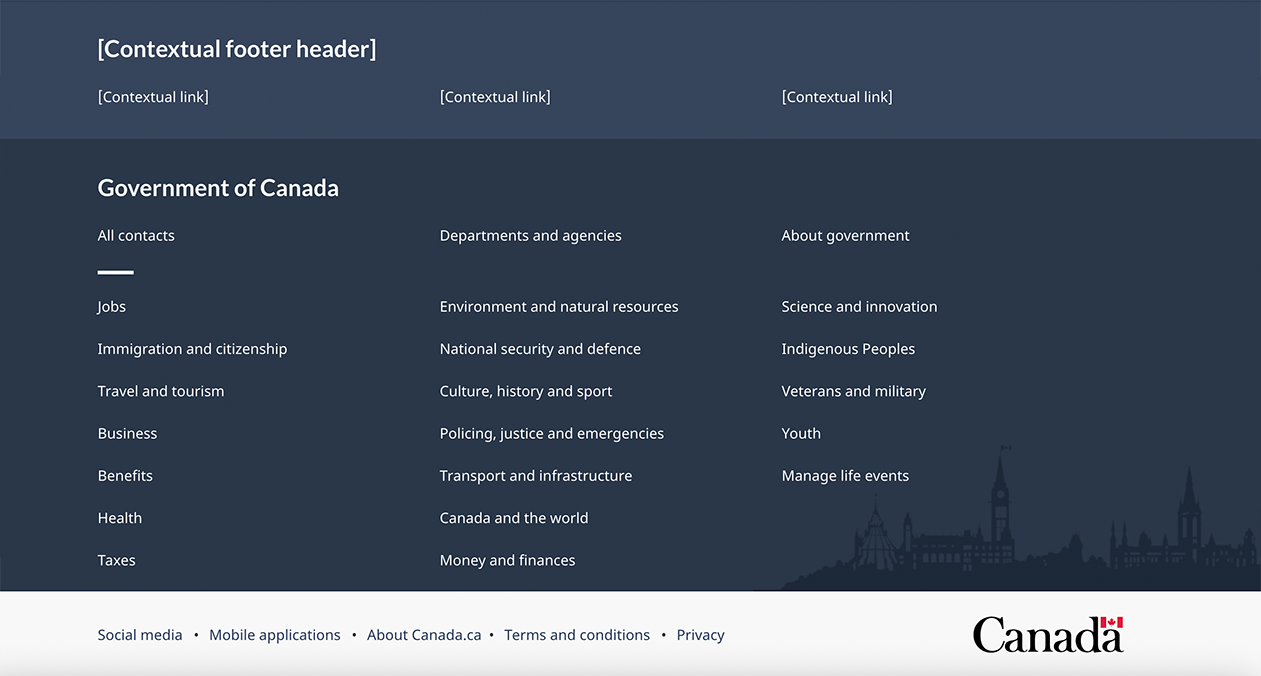 [Contextual footer header]
[Contextual link] [Contextual link] [Contextual link]
Government of Canada
All contacts Departments and agencies About government
Jobs Environment and natural resources Science and innovation
Immigration and citizenship National security and defence Indigenous Peoples
Travel and tourism Culture, history and sport Veterans and military
Business Policing, justice and emergencies Youth
Benefits Transport and infrastructure Manage life events
Health Canada and the world
Taxes Money and finances
Social media • Mobile applications • About Canada.ca • Terms and conditions • Privacy Canada